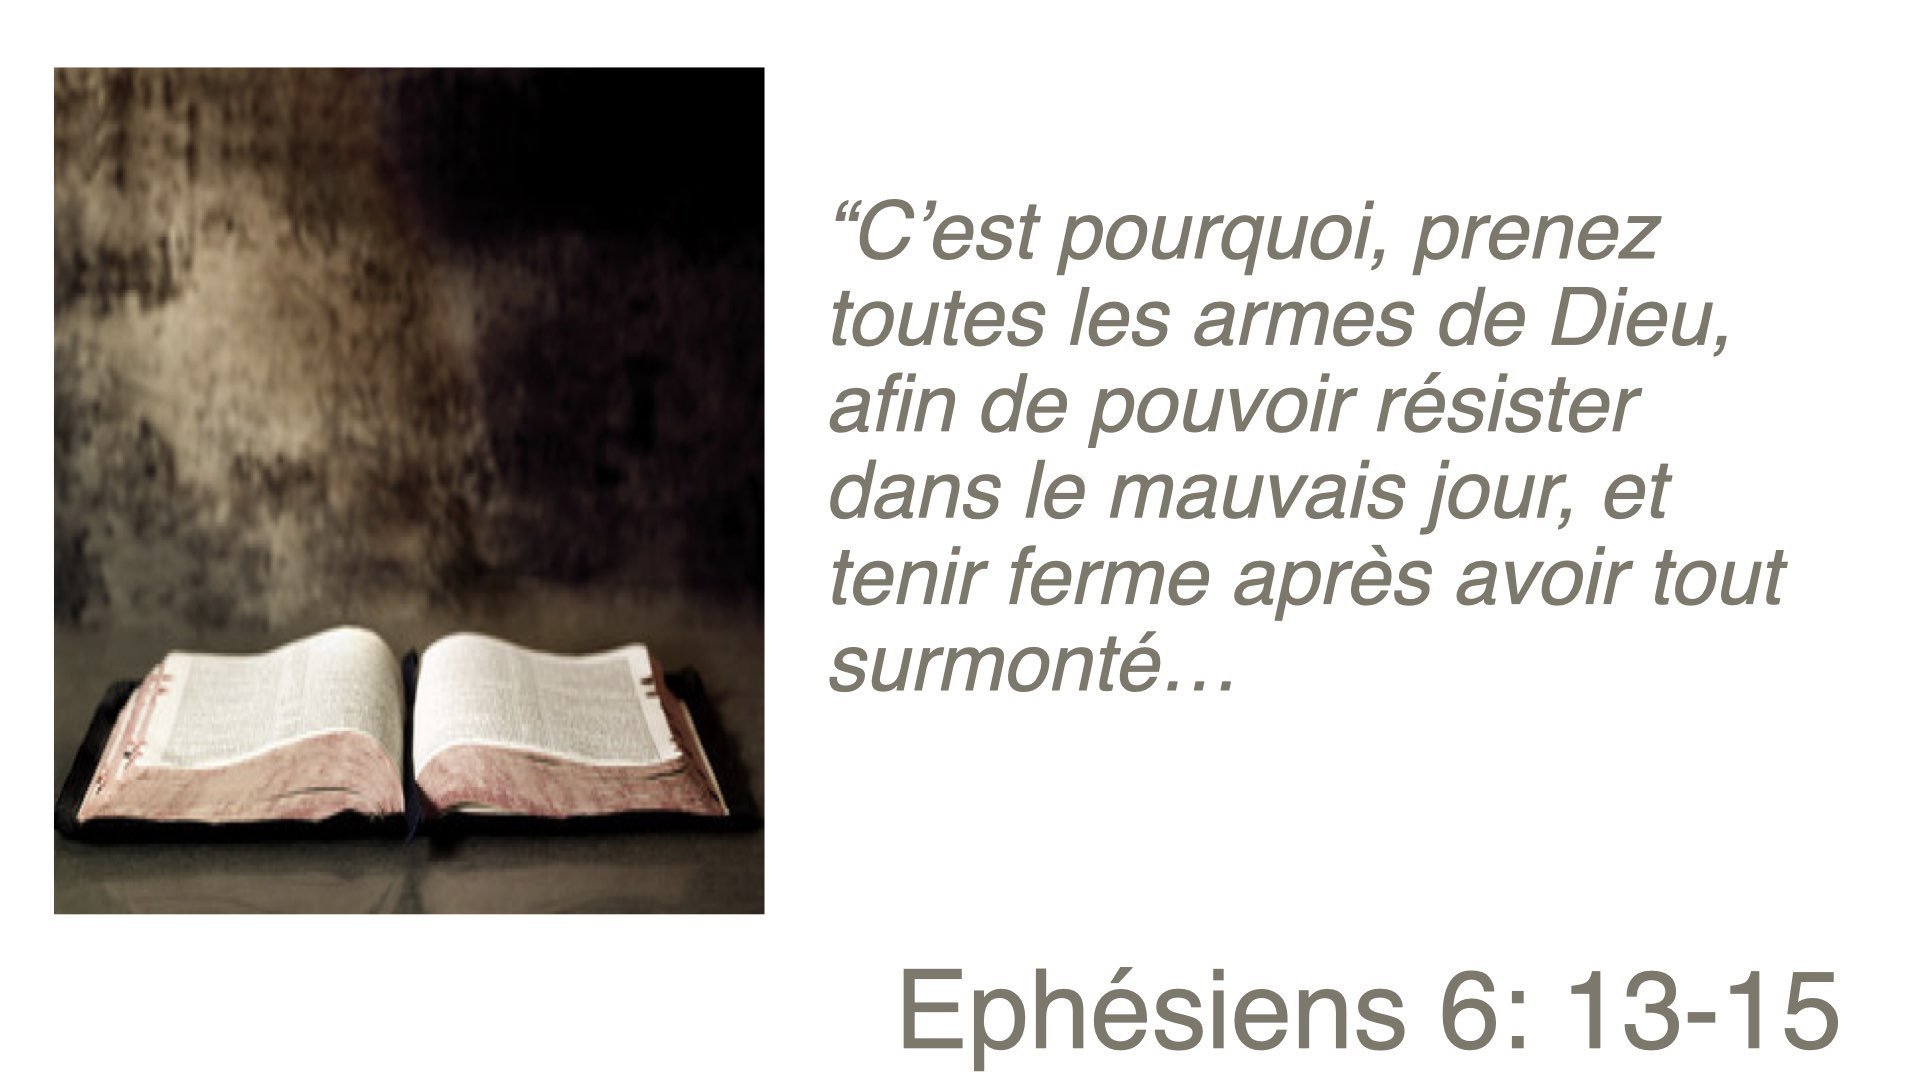 “C’est pourquoi, prenez
toutes les armes de Dieu,
afin de pouvoir résister
dans le mauvais jour, et
tenir ferme après avoir tout
surmonté…
Ephésiens 6: 13-15